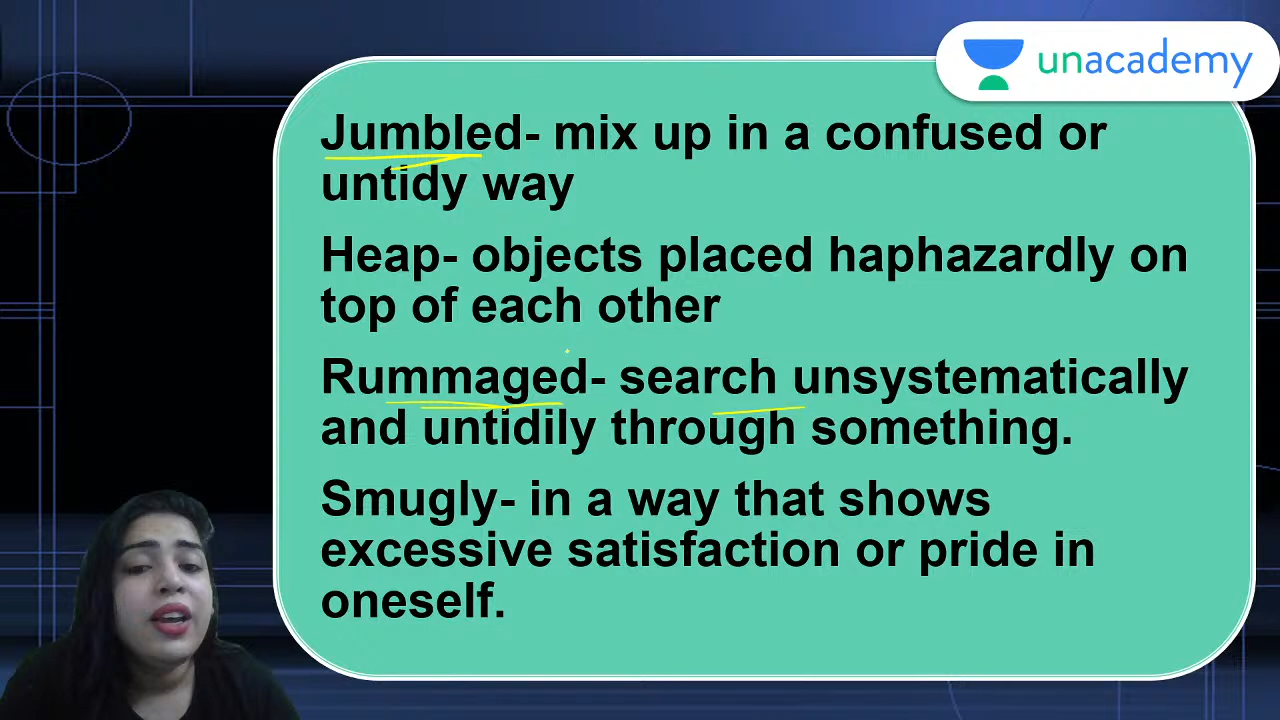 unacademy
Jumbled- mix up in a confused or
untidy way
Heap- objects placed haphazardly on
top of each other
Rummaged- search unsystematically
and untidily through something.
Smugly- in a way that shows
excessive satisfaction or pride in
oneself.